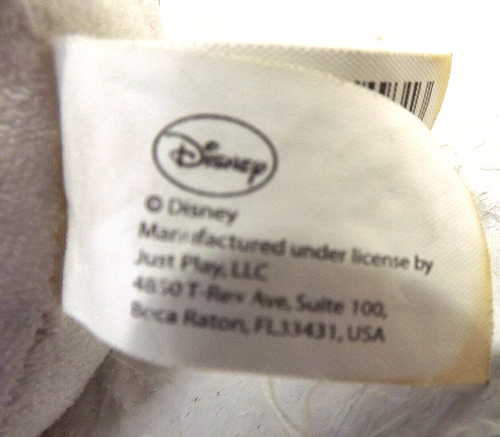 Disney
© Disney
Manufactured under license by
Just Play, LLC
4850 T-Rex Ave, Suite 100,
Boca Raton, FL33431, USA